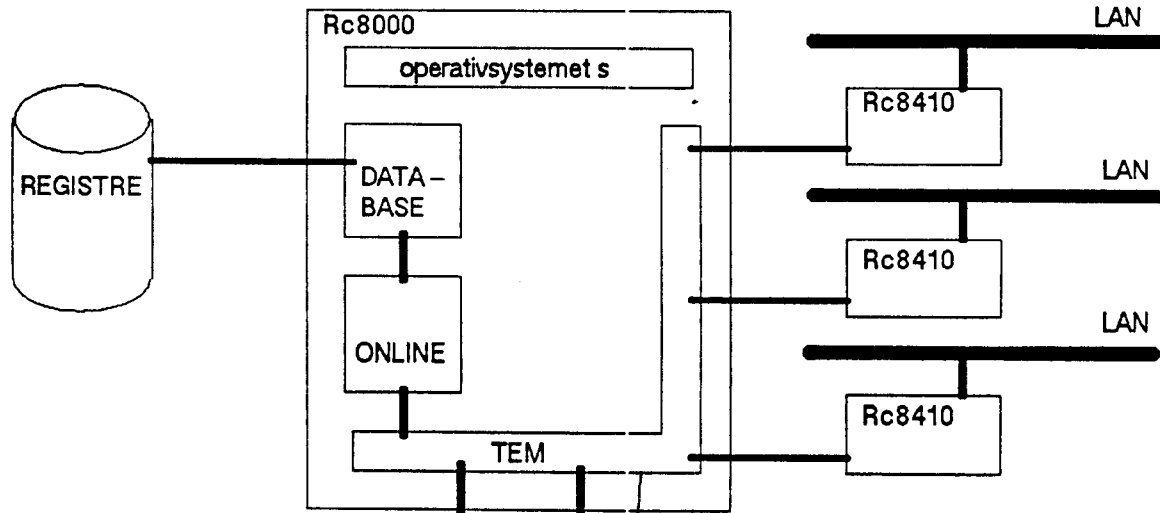 Rc8000
operativsystemet s
REGISTRE
DATA –
BASE
ONLINE
TEM
LAN
Rc8410
LAN
Rc8410
LAN
Rc8410